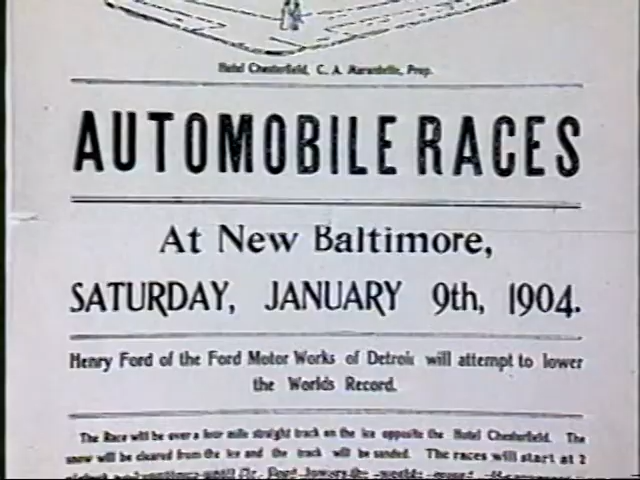 Hotel Chesterfield, C. A. Prop.
AUTOMOBILE RACES
At New Baltimore,
SATURDAY, JANUARY 9th, 1904.
Henry Ford of the Ford Motor Works of Detroit will attempt to lower
the Worlds Record.
The Race will be over a four mile straight track on the ice opposite the Hotel Chesterfield. The
snow will be cleared from the ice and the track will be sanded. The races will start at 2